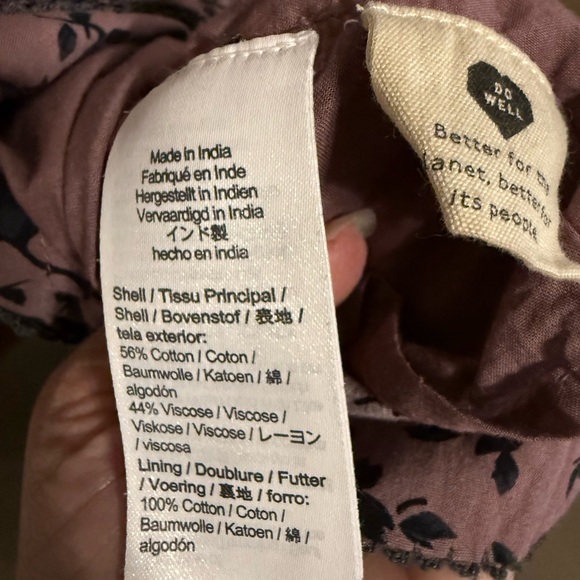 Made in India
Fabriqué en Inde
Hergestellt in Indien
Vervaardigd in India
インド製
hecho en india
Shell / Tissu Principal /
Shell / Bovenstof / 表地 /
tela exterior:
56% Cotton / Coton /
Baumwolle / Katoen / 綿 /
algodón
44% Viscose / Viscose /
Viskose / Viscose / レーヨン
/ viscosa
Lining / Doublure / Futter
/ Voering / 裏地 / forro:
100% Cotton / Coton /
Baumwolle / Katoen / 綿 /
algodón
DO
WELL
Better for the
lanet, better for
its people.